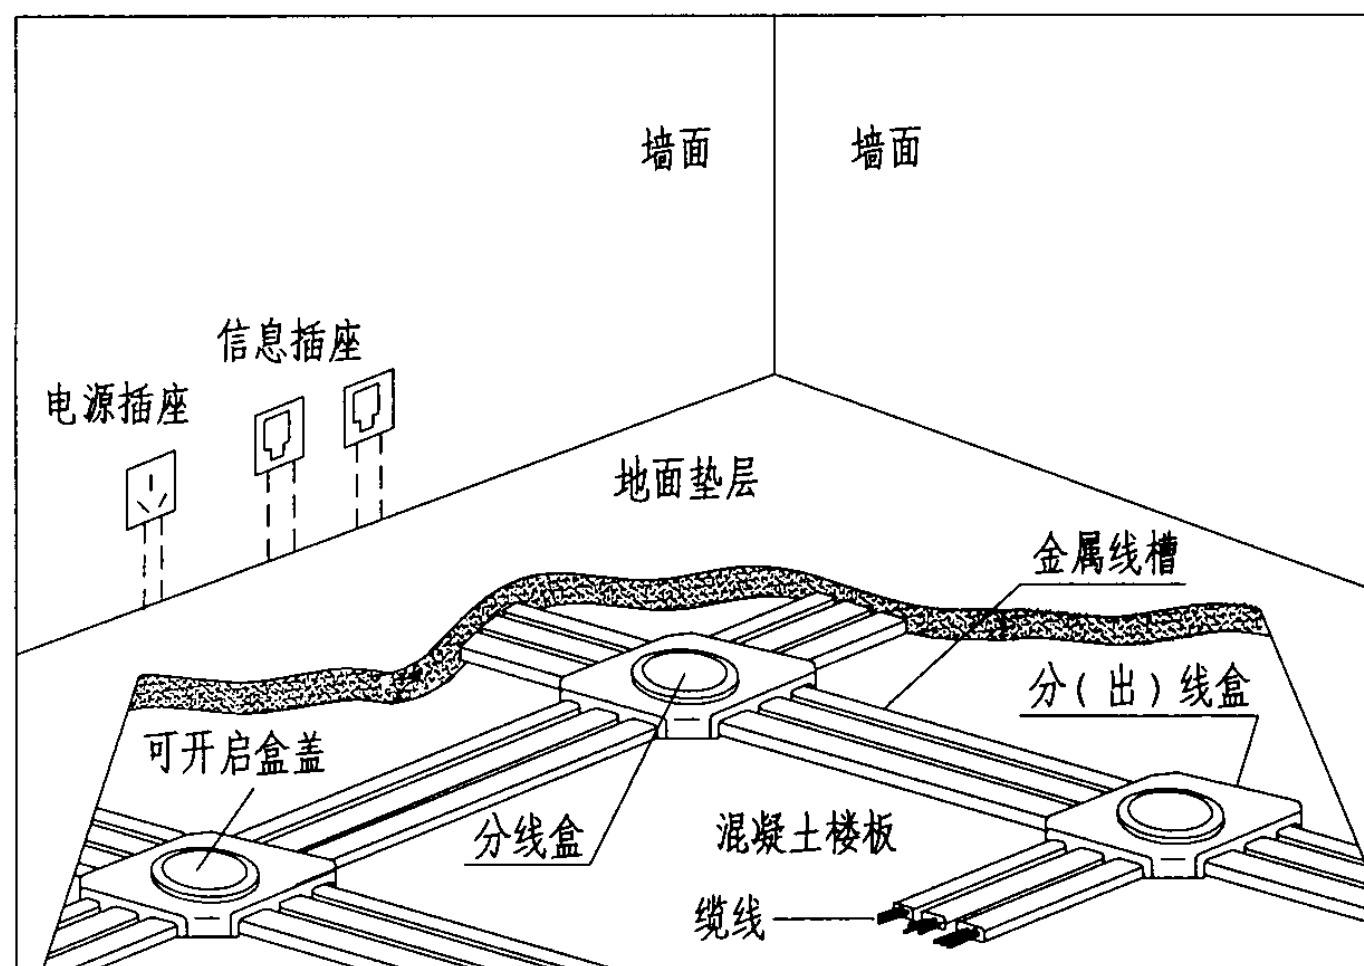 墙面
墙面
信息插座
电源插座
地面垫层
金属线槽
分(出)线盒
可开启盒盖
分线盒
混凝土楼板
缆线